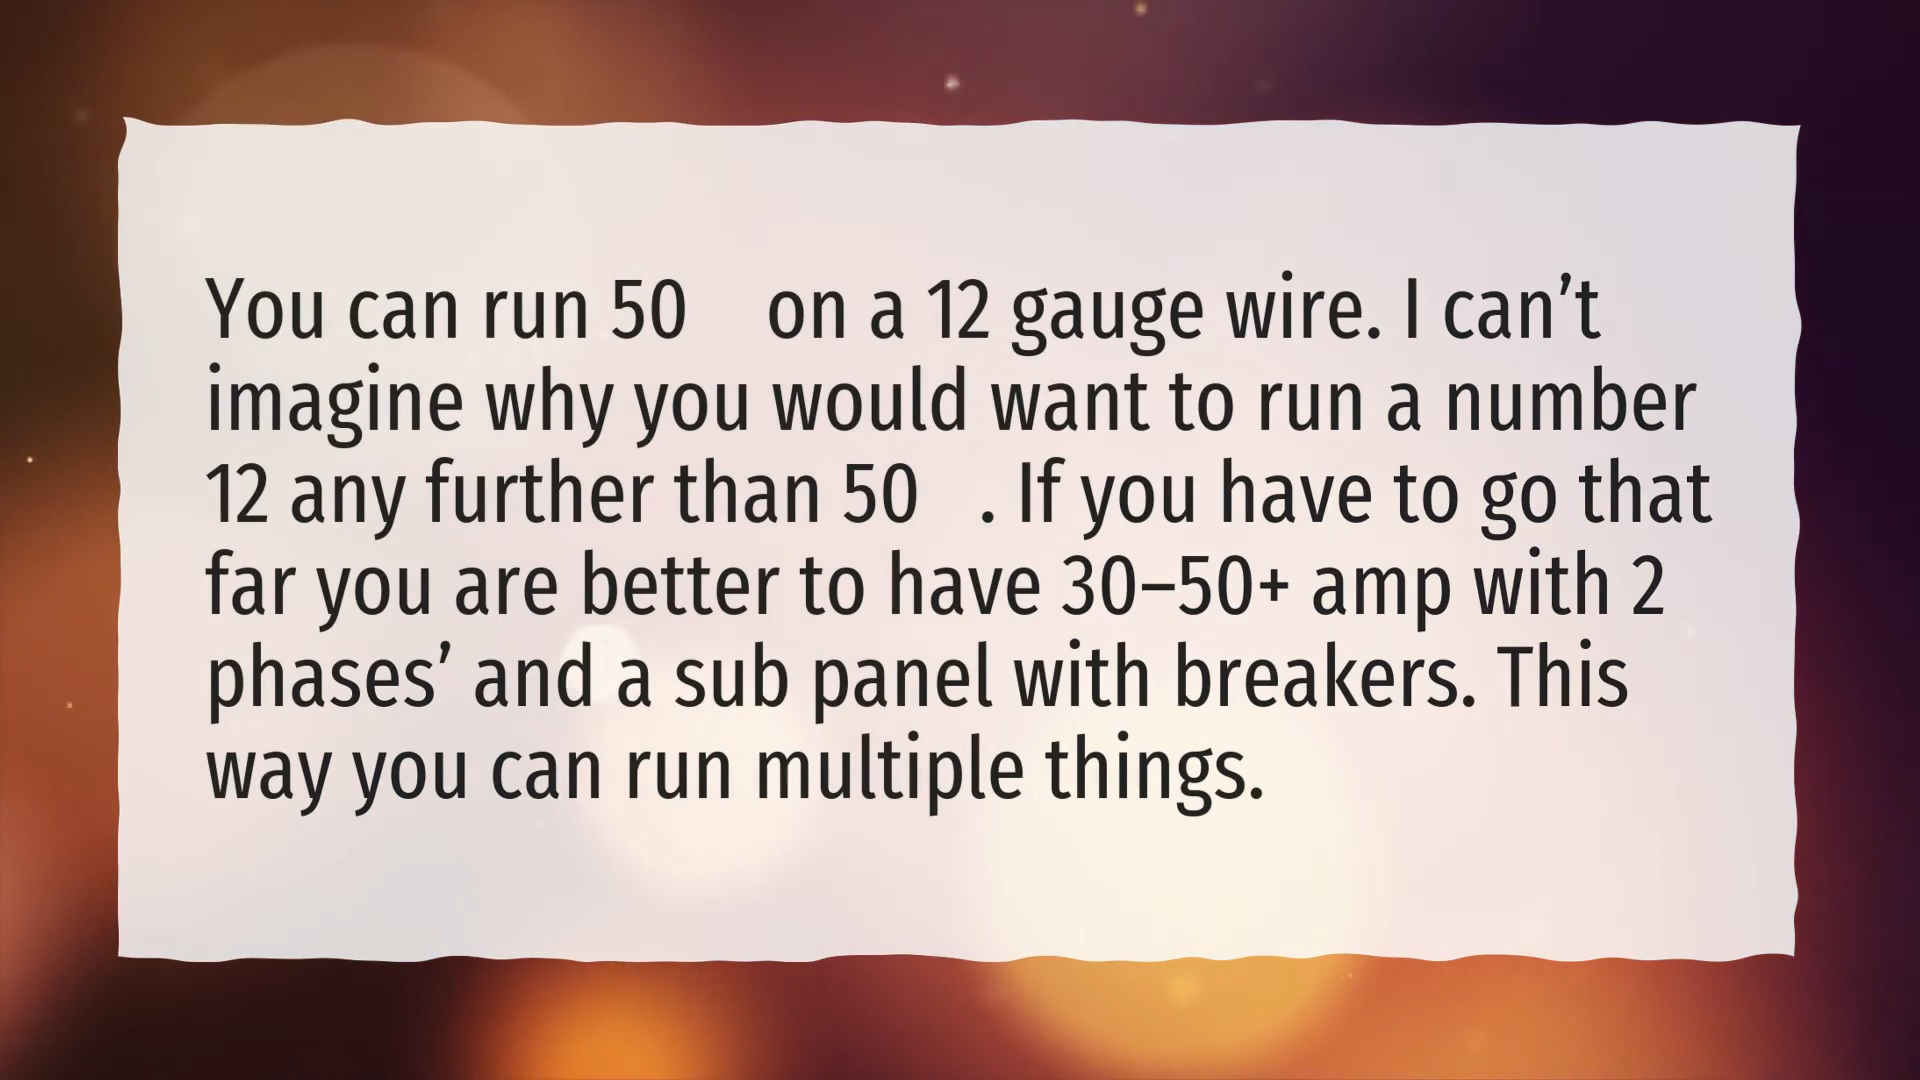 You can run 50 on a 12 gauge wire. I can’t
imagine why you would want to run a number
12 any further than 50 . If you have to go that
far you are better to have 30–50+ amp with 2
phases’ and a sub panel with breakers. This
way you can run multiple things.